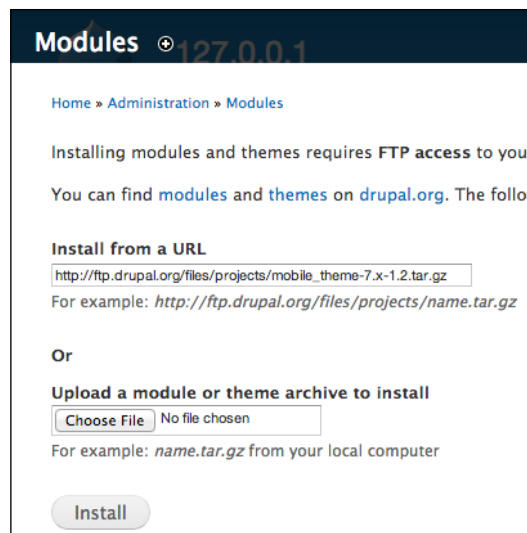 Modules
127.0.0.1
Home » Administration » Modules
Installing modules and themes requires FTP access to you
You can find modules and themes on drupal.org. The follo
Install from a URL
http://ftp.drupal.org/files/projects/mobile_theme-7.x-1.2.tar.gz
For example: http://ftp.drupal.org/files/projects/name.tar.gz
Or
Upload a module or theme archive to install
Choose File No file chosen
For example: name.tar.gz from your local computer
Install